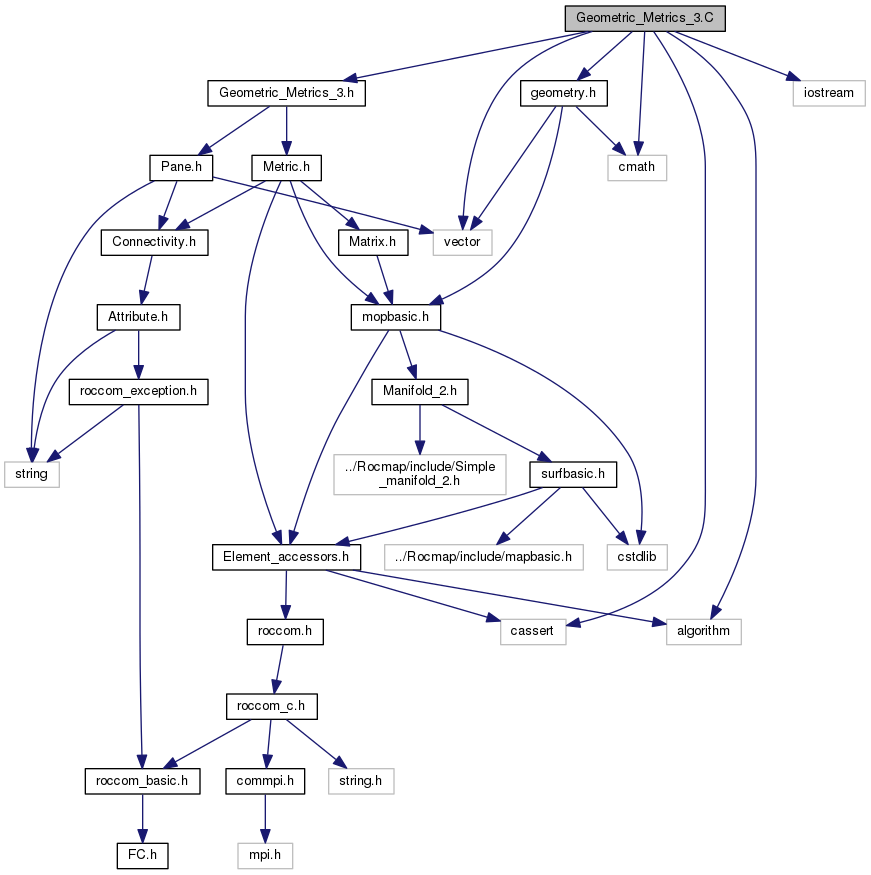 Geometric_Metrics_3.C
Geometric_Metrics_3.h
geometry.h
iostream
Pane.h
Metric.h
cmath
Connectivity.h
Matrix.h
vector
Attribute.h
mopbasic.h
roccom_exception.h
Manifold_2.h
string
../Rocmap/include/Simple
_manifold_2.h
surfbasic.h
Element_accessors.h
../Rocmap/include/mapbasic.h
cstdlib
roccom.h
cassert
algorithm
roccom_c.h
roccom_basic.h
commpi.h
string.h
FC.h
mpi.h